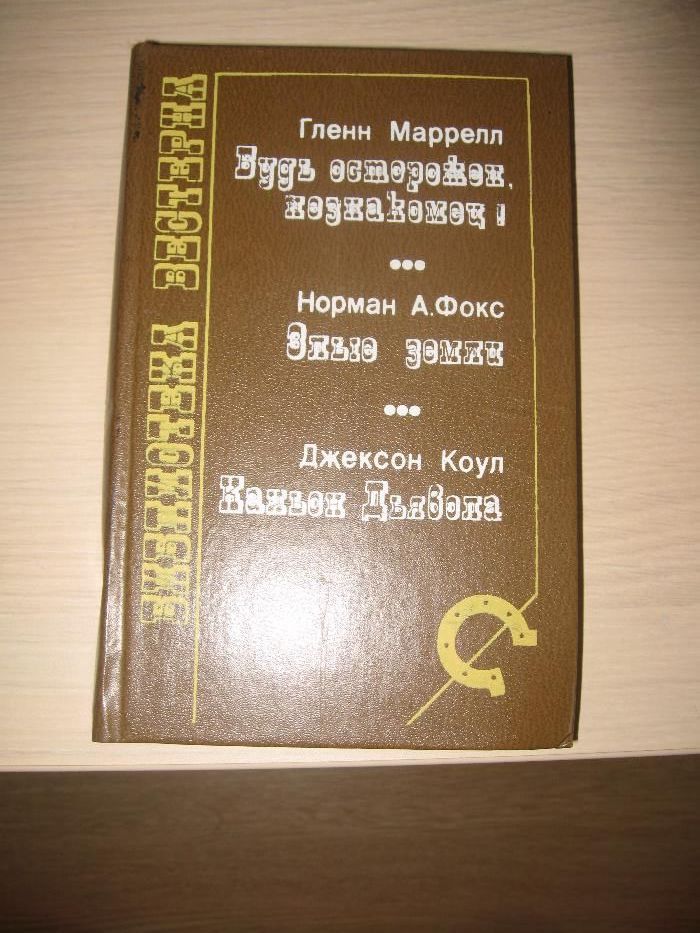 БИБЛИОТЕКА ВЕСТЕРНА
Гленн Маррелл
Будь осторожен,
незнакомец!
Норман А.Фокс
Злые земли
Джексон Коул
Каньон Дьявола